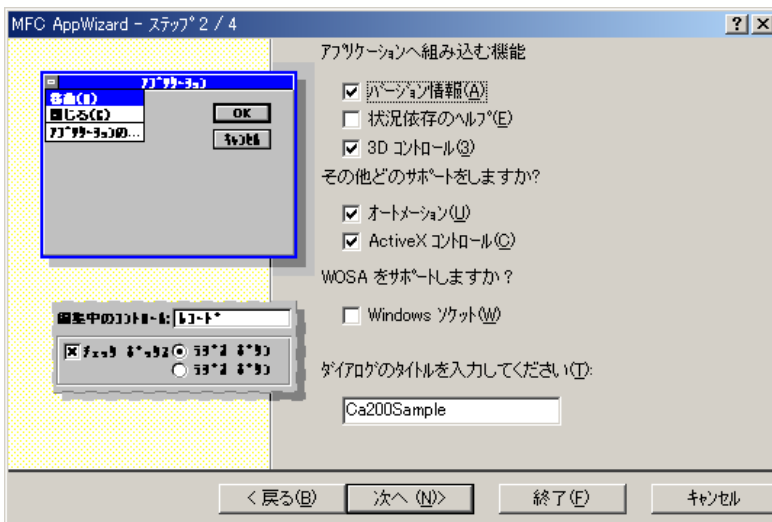 MFC AppWizard - ステップ 2 / 4
アプリケーションへ組み込む機能
バージョン情報(A)
状況依存のヘルプ(E)
3D コントロール(3)
その他どのサポートをしますか?
オートメーション(U)
ActiveX コントロール(C)
WOSA をサポートしますか?
Windows ソケット(W)
ダイアログのタイトルを入力してください(T):
Ca200Sample
アプリケーション
閉じる(C)
アプリケーションの...
OK
キャンセル
編集中のコントロール: レコード
チェック ボックス ラジオ ボタン
ラジオ ボタン
< 戻る(B)
次へ (N)>
終了(F)
キャンセル